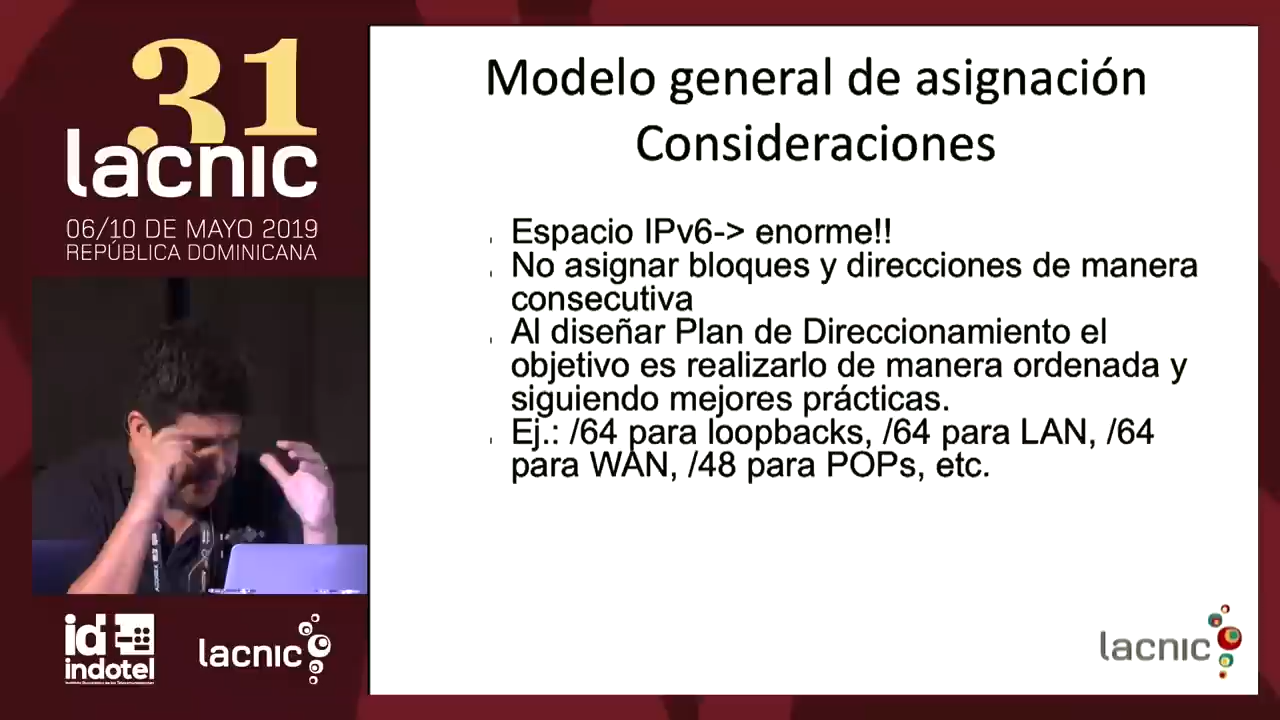 31
lacnic
06/10 DE MAYO 2019
REPÚBLICA DOMINICANA
Modelo general de asignación
Consideraciones
Espacio IPv6-> enorme!!
No asignar bloques y direcciones de manera
consecutiva
Al diseñar Plan de Direccionamiento el
objetivo es realizarlo de manera ordenada y
siguiendo mejores prácticas.
Ej.: /64 para loopbacks, /64 para LAN, /64
para WAN, /48 para POPs, etc.
id
indotel
lacnic
lacnic